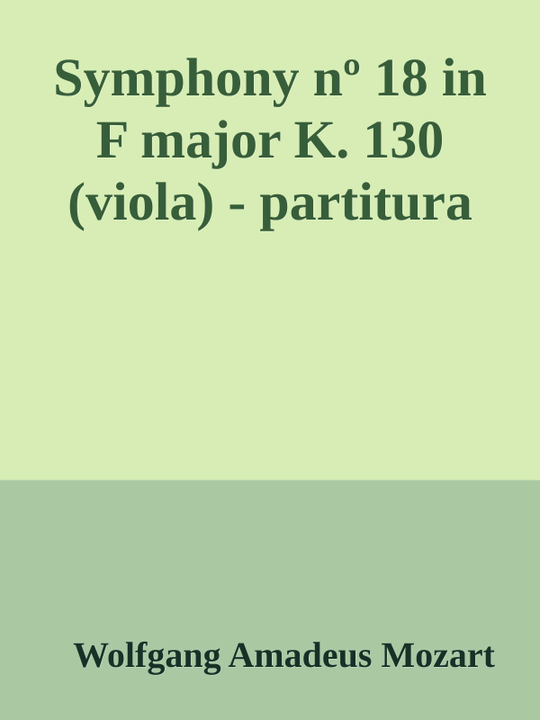 Symphony nº 18 in
F major K. 130
(viola) - partitura
Wolfgang Amadeus Mozart